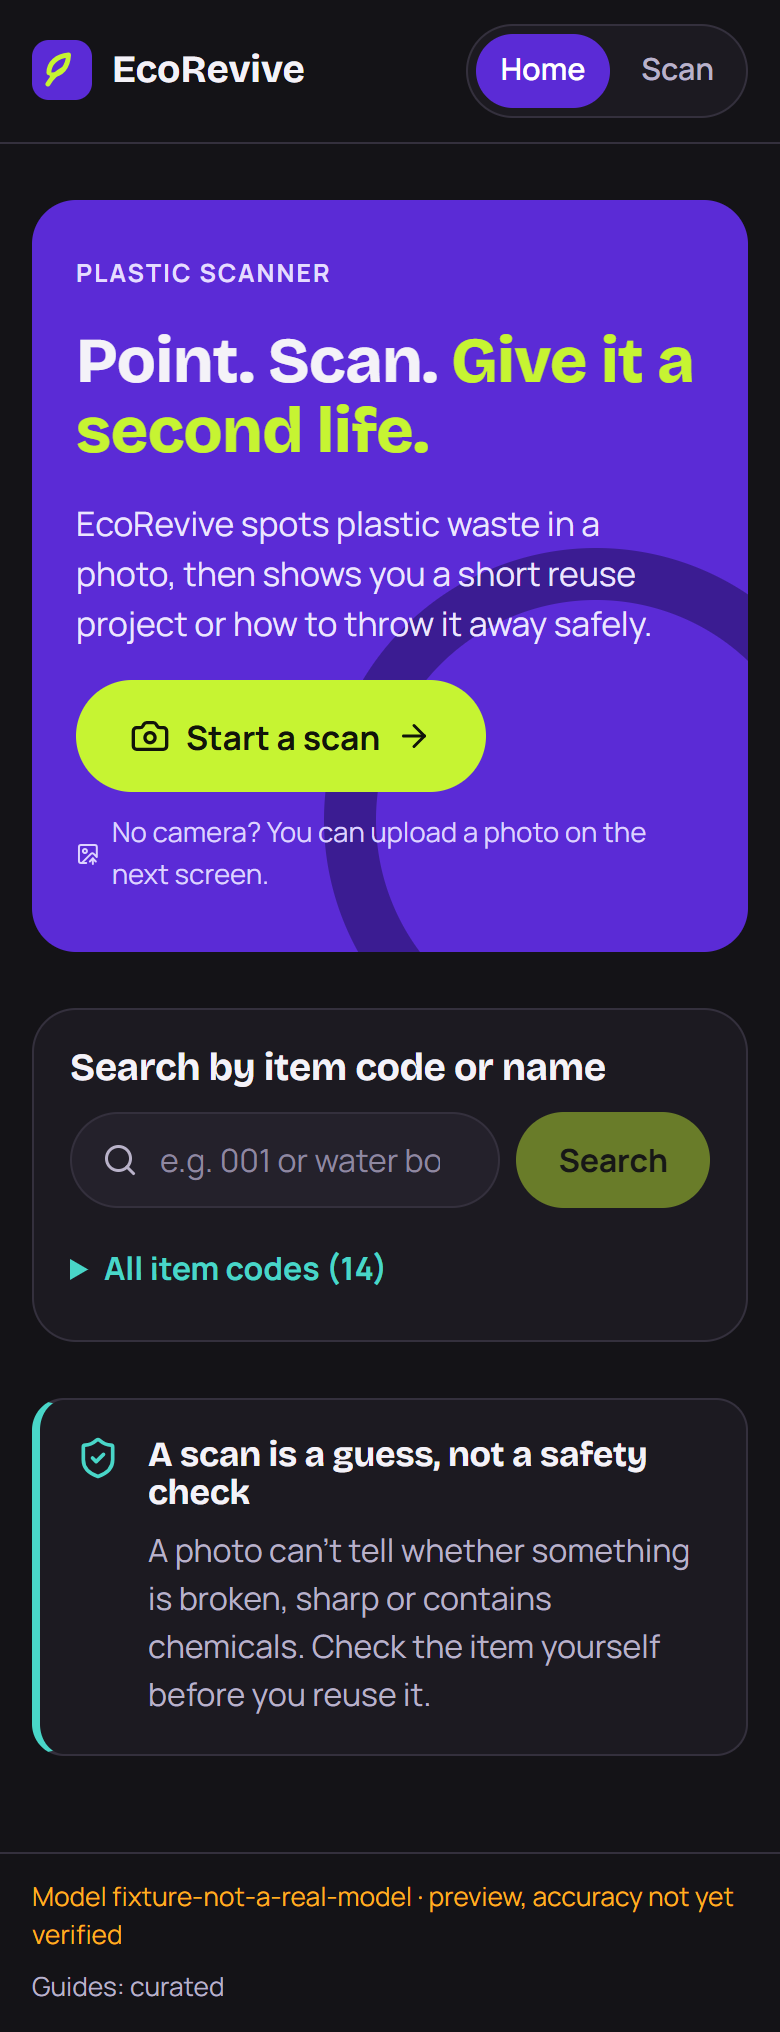 EcoRevive
Home
Scan
PLASTIC SCANNER
Point. Scan. Give it a
second life.
EcoRevive spots plastic waste in a
photo, then shows you a short reuse
project or how to throw it away safely.
Start a scan
No camera? You can upload a photo on the
next screen.
Search by item code or name
e.g. 001 or water bo
Search
All item codes (14)
A scan is a guess, not a safety
check
A photo can’t tell whether something
is broken, sharp or contains
chemicals. Check the item yourself
before you reuse it.
Model fixture-not-a-real-model · preview, accuracy not yet
verified
Guides: curated